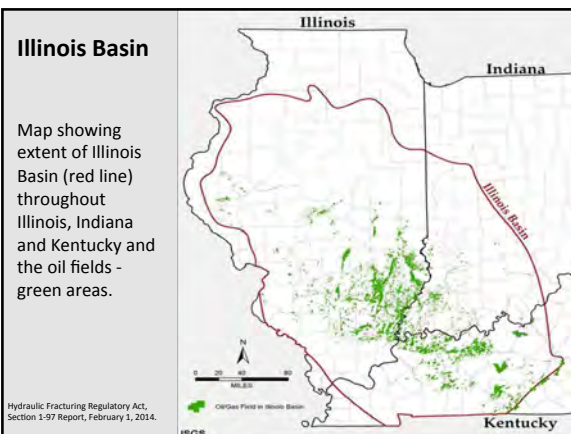 Illinois Basin
Map showing
extent of Illinois
Basin (red line)
throughout
Illinois, Indiana
and Kentucky and
the oil fields -
green areas.
Hydraulic Fracturing Regulatory Act,
Section 1-97 Report, February 1, 2014.
Illinois
Indiana
Illinois Basin
N
0 20 40 80
MILES
Oil/Gas Field in Illinois Basin
ISGS
Kentucky